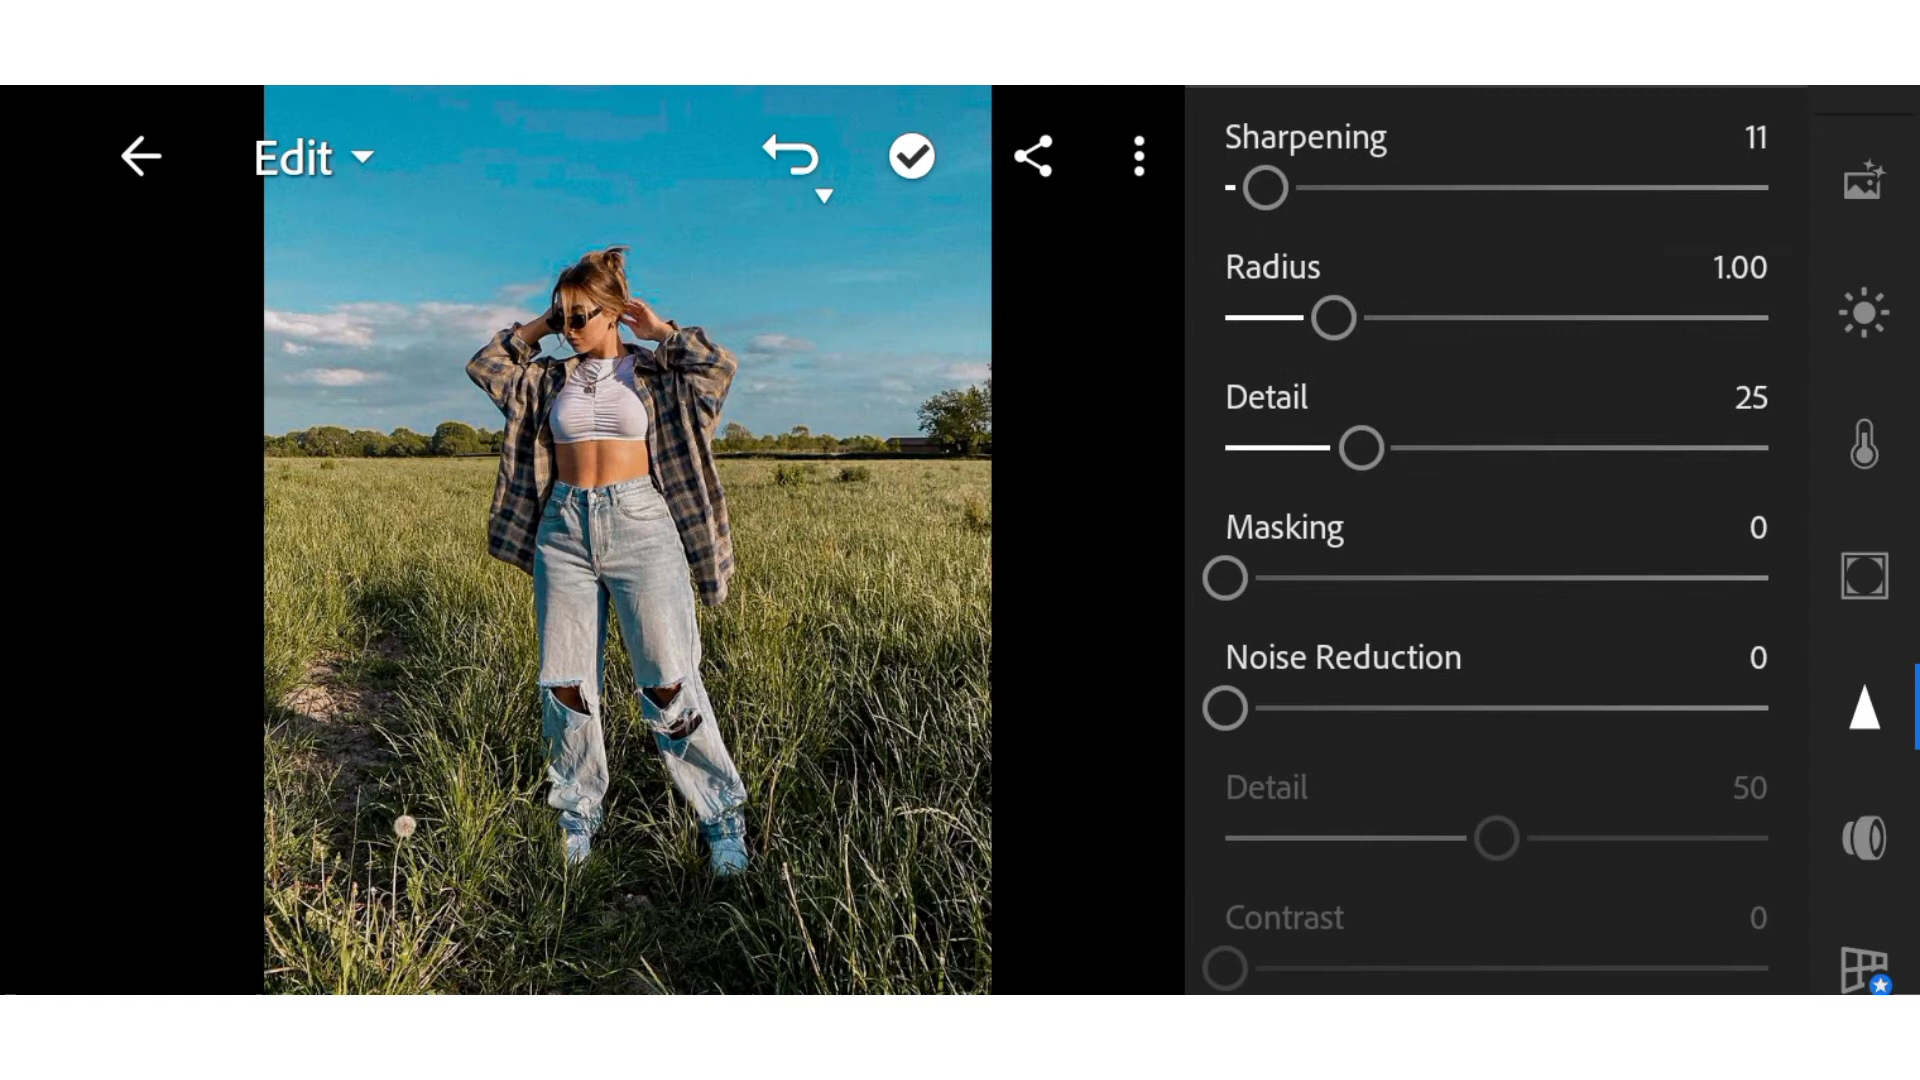 Edit
Sharpening 11
Radius 1.00
Detail 25
Masking 0
Noise Reduction 0
Detail 50
Contrast 0